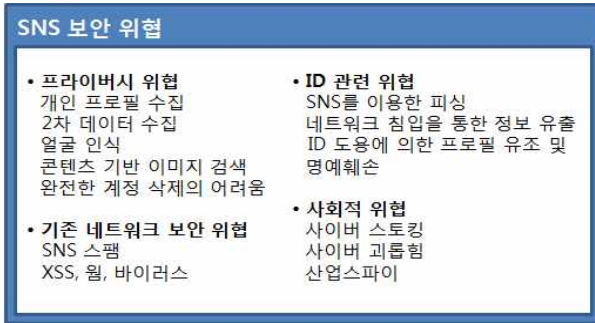 SNS 보안 위협
• 프라이버시 위협
개인 프로필 수집
2차 데이터 수집
얼굴 인식
콘텐츠 기반 이미지 검색
완전한 계정 삭제의 어려움
• 기존 네트워크 보안 위협
SNS 스팸
XSS, 웜, 바이러스
• ID 관련 위협
SNS를 이용한 피싱
네트워크 침입을 통한 정보 유출
ID 도용에 의한 프로필 유조 및
명예훼손
• 사회적 위협
사이버 스토킹
사이버 괴롭힘
산업스파이